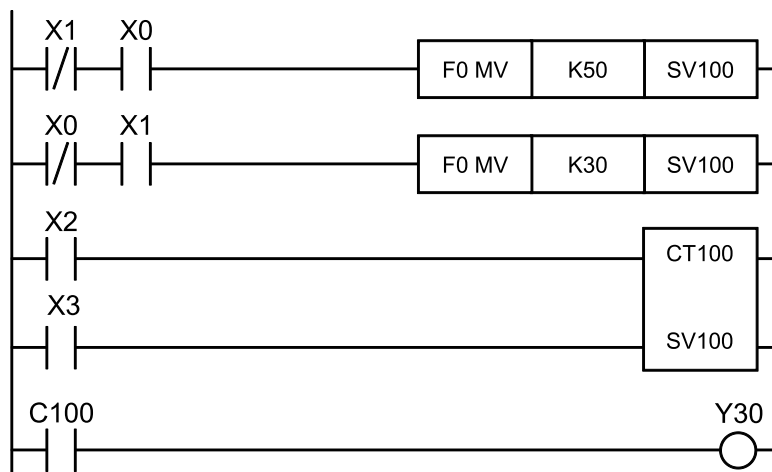 X1 X0
F0 MV K50 SV100
X0 X1
F0 MV K30 SV100
X2
CT100
X3
SV100
C100 Y30